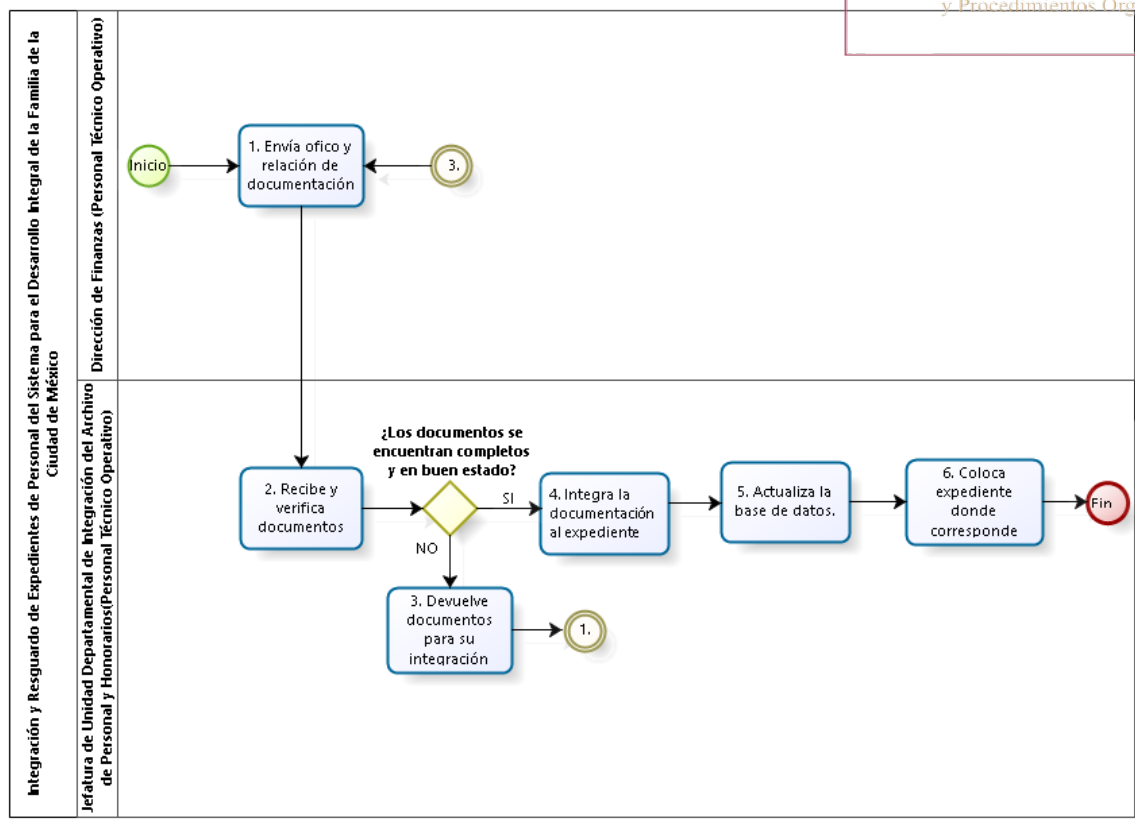 y Procedimientos Org
Integración y Resguardo de Expedientes de Personal del Sistema para el Desarrollo Integral de la Familia de la
Ciudad de México
Dirección de Finanzas (Personal Técnico Operativo)
Inicio
1. Envía ofico y
relación de
documentación
3.
Jefatura de Unidad Departamental de Integración del Archivo
de Personal y Honorarios(Personal Técnico Operativo)
2. Recibe y
verifica
documentos
¿Los documentos se
encuentran completos
y en buen estado?
SI
NO
4. Integra la
documentación
al expediente
5. Actualiza la
base de datos.
6. Coloca
expediente
donde
corresponde
Fin
3. Devuelve
documentos
para su
integración
1.